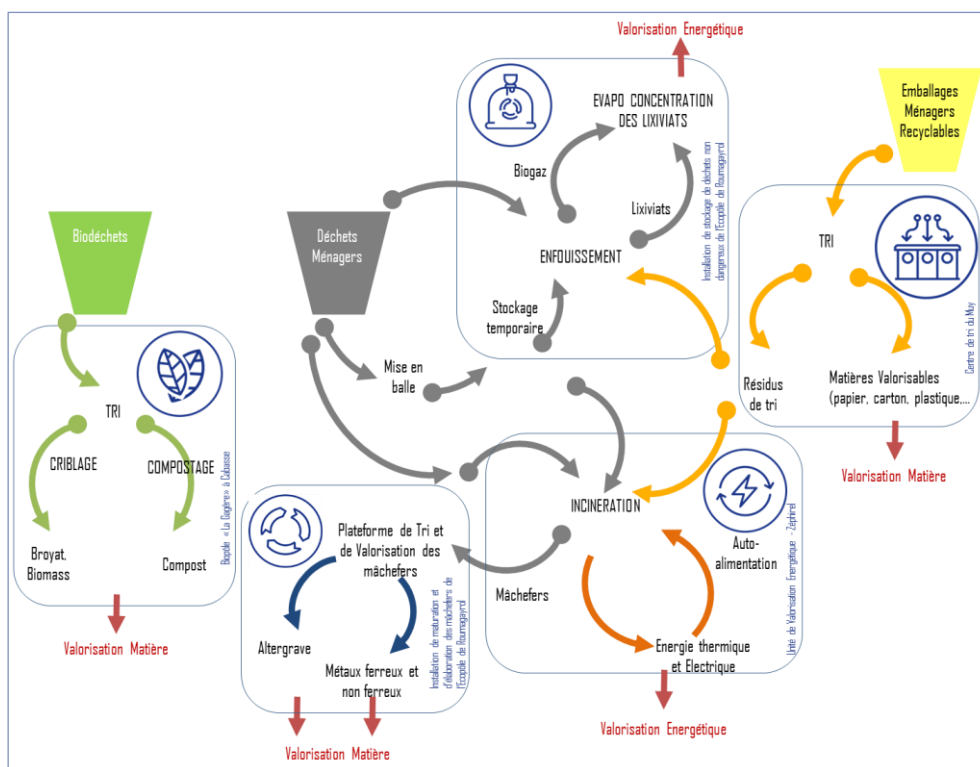 Valorisation Energétique
EVAPO CONCENTRATION
DES LIXIVIATS
Biogaz
Lixiviats
ENFOUISSEMENT
Stockage
temporaire
Installation de stockage de déchets non
dangereux de l'Ecopôle de Roumagayrol
Emballages
Ménagers
Recyclables
TRI
Résidus
de tri
Matières Valorisables
(papier, carton, plastique,...
Centre de tri du Muy
Valorisation Matière
Biodéchets
TRI
CRIBLAGE
COMPOSTAGE
Broyat,
Biomass
Compost
Biopôle «La Gagère» à Cabasse
Valorisation Matière
Déchets
Ménagers
Mise en
balle
INCINERATION
Auto-
alimentation
Mâchefers
Energie thermique
et Electrique
Unité de Valorisation Energétique - Zéphirel
Valorisation Energétique
Plateforme de Tri et
de Valorisation des
mâchefers
Altergrave
Métaux ferreux et
non ferreux
Installation de maturation et
d'élaboration des mâchefers de
l'Ecopôle de Roumagayrol
Valorisation Matière